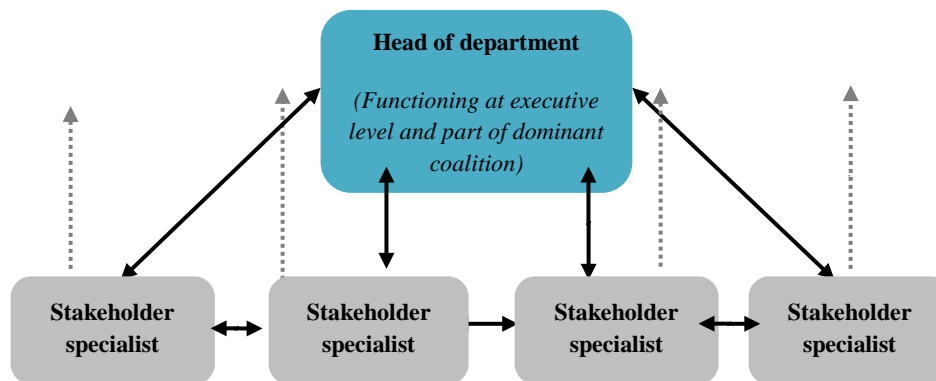 Head of department
(Functioning at executive
level and part of dominant
coalition)
Stakeholder
specialist
Stakeholder
specialist
Stakeholder
specialist
Stakeholder
specialist